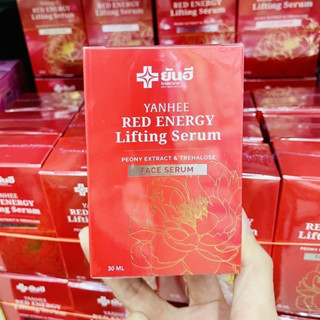 ยันฮี
YANHEE
RED ENERGY
Lifting Serum
PEONY EXTRACT & TREHALOSE
FACE SERUM
30 ML